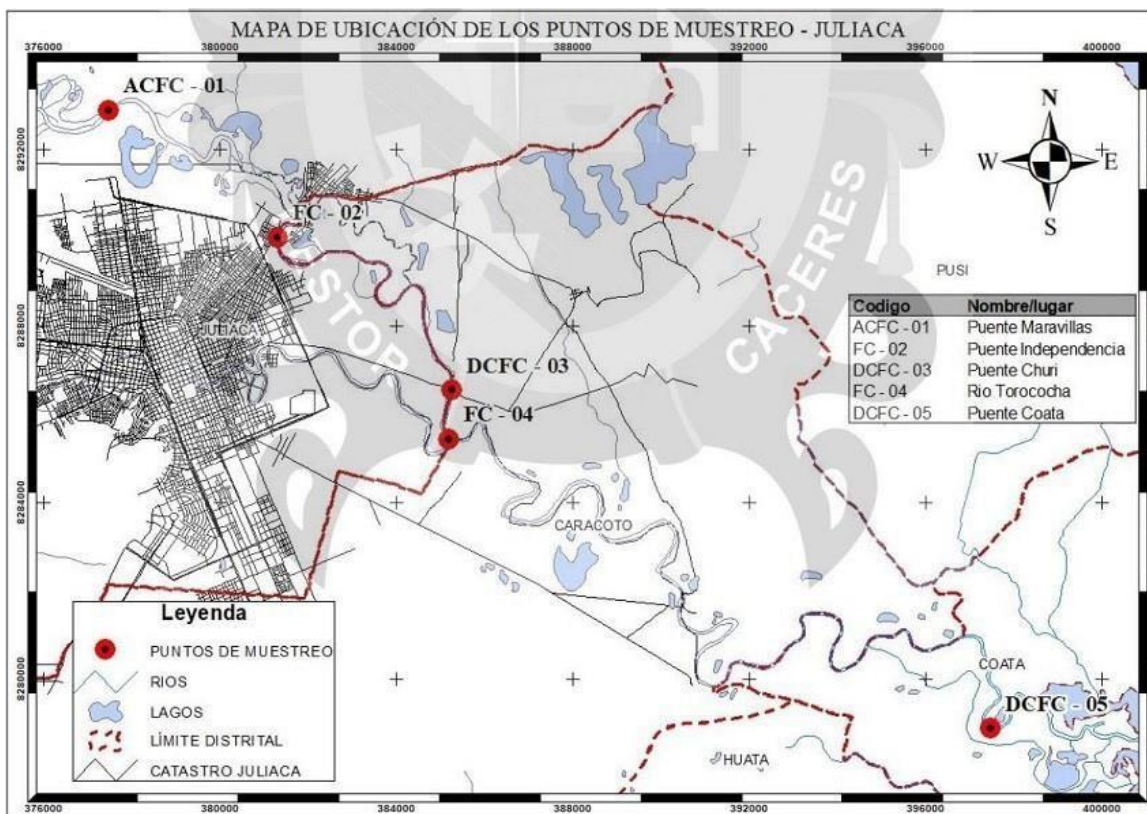 MAPA DE UBICACIÓN DE LOS PUNTOS DE MUESTREO - JULIACA
376000 380000 384000 388000 392000 396000 400000
ACFC - 01
N
W E
S
8292000
FC - 02
PUSI
ESTOR CACERES
8288000
JULIACA
Codigo Nombre/lugar
ACFC - 01 Puente Maravillas
FC - 02 Puente Independencia
DCFC - 03 Puente Churi
FC - 04 Rio Torococha
DCFC - 05 Puente Coata
DCFC - 03
FC - 04
8284000
CARACOTO
Leyenda
PUNTOS DE MUESTREO
RIOS
LAGOS
LÍMITE DISTRITAL
CATASTRO JULIACA
8280000
COATA
DCFC - 05
HUATA
376000 380000 384000 388000 392000 396000 400000